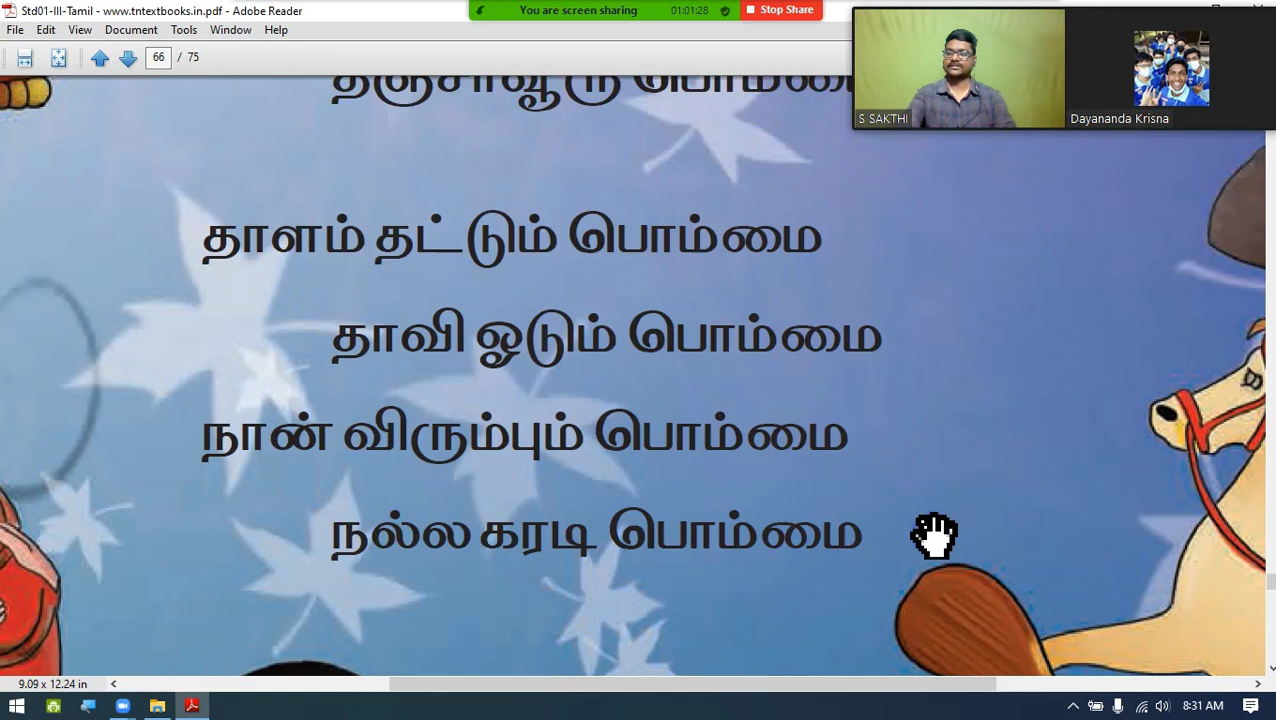 Std01-III-Tamil - www.tntextbooks.in.pdf - Adobe Reader
You are screen sharing 01:01:28 Stop Share
File Edit View Document Tools Window Help
66 / 75
S SAKTHI
Dayananda Krisna
தஞ்சாவூரு பொம்மை
தாளம் தட்டும் பொம்மை
தாவி ஓடும் பொம்மை
நான் விரும்பும் பொம்மை
நல்ல கரடி பொம்மை
9.09 x 12.24 in
8:31 AM